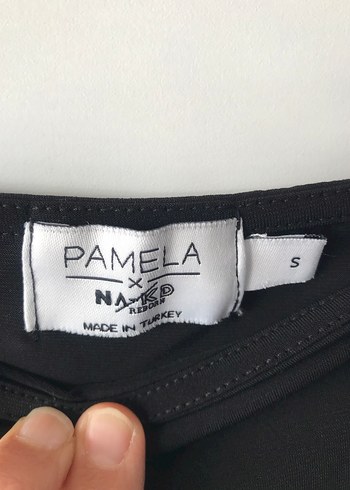 PAMELA
×
NA-KD
REBORN
MADE IN TURKEY
S